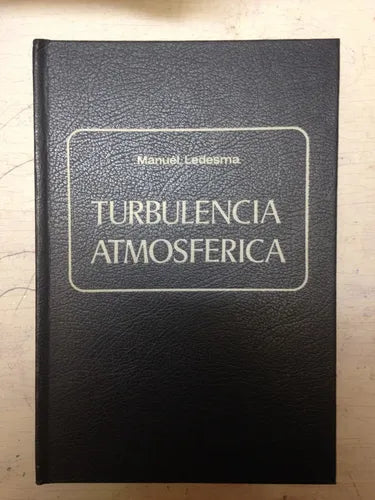 Manuel Ledesma
TURBULENCIA
ATMOSFERICA